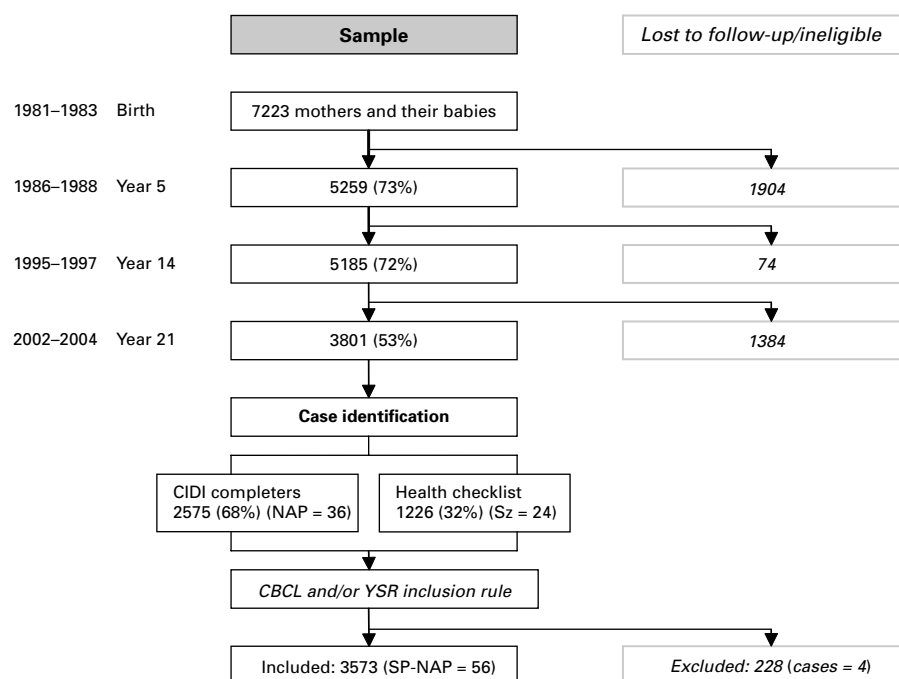 Sample
Lost to follow-up/ineligible
1981–1983 Birth
7223 mothers and their babies
1986–1988 Year 5
5259 (73%)
1904
1995–1997 Year 14
5185 (72%)
74
2002–2004 Year 21
3801 (53%)
1384
Case identification
CIDI completers
2575 (68%) (NAP = 36)
Health checklist
1226 (32%) (Sz = 24)
CBCL and/or YSR inclusion rule
Included: 3573 (SP-NAP = 56)
Excluded: 228 (cases = 4)